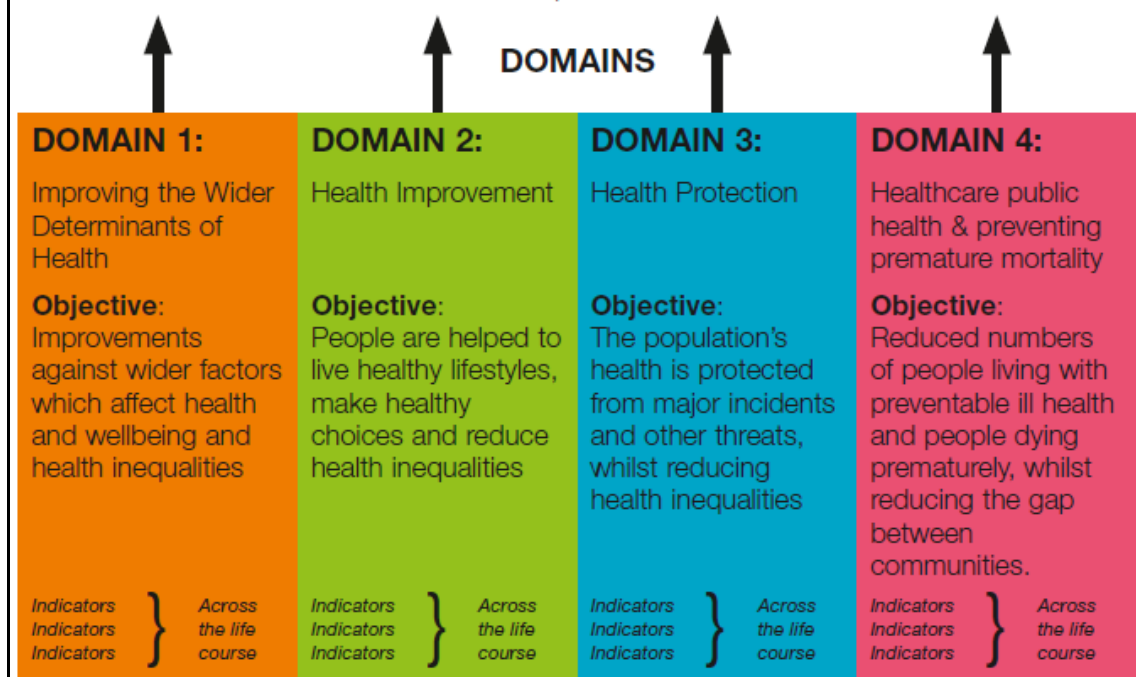 DOMAINS
DOMAIN 1:
Improving the Wider
Determinants of
Health
Objective:
Improvements
against wider factors
which affect health
and wellbeing and
health inequalities
Indicators
Indicators
Indicators
}
Across
the life
course
DOMAIN 2:
Health Improvement
Objective:
People are helped to
live healthy lifestyles,
make healthy
choices and reduce
health inequalities
Indicators
Indicators
Indicators
}
Across
the life
course
DOMAIN 3:
Health Protection
Objective:
The population's
health is protected
from major incidents
and other threats,
whilst reducing
health inequalities
Indicators
Indicators
Indicators
}
Across
the life
course
DOMAIN 4:
Healthcare public
health & preventing
premature mortality
Objective:
Reduced numbers
of people living with
preventable ill health
and people dying
prematurely, whilst
reducing the gap
between
communities.
Indicators
Indicators
Indicators
}
Across
the life
course